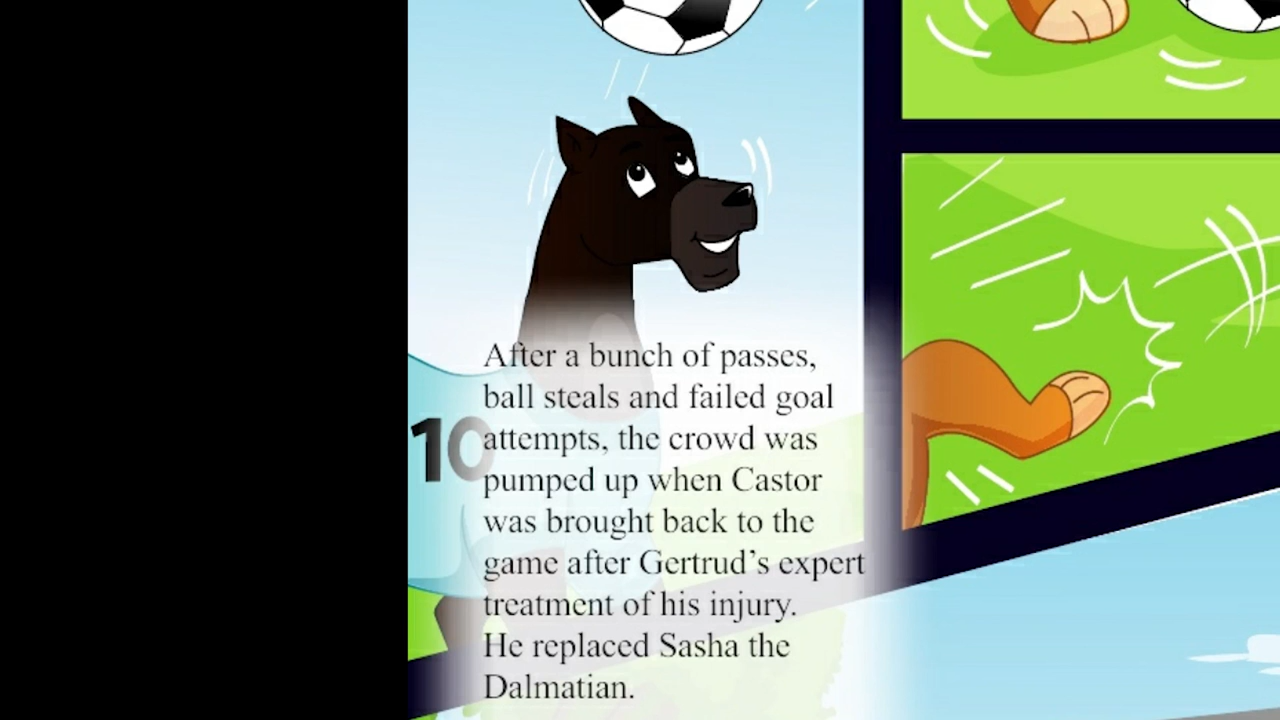 After a bunch of passes,
ball steals and failed goal
attempts, the crowd was
pumped up when Castor
was brought back to the
game after Gertrud’s expert
treatment of his injury.
He replaced Sasha the
Dalmatian.
10